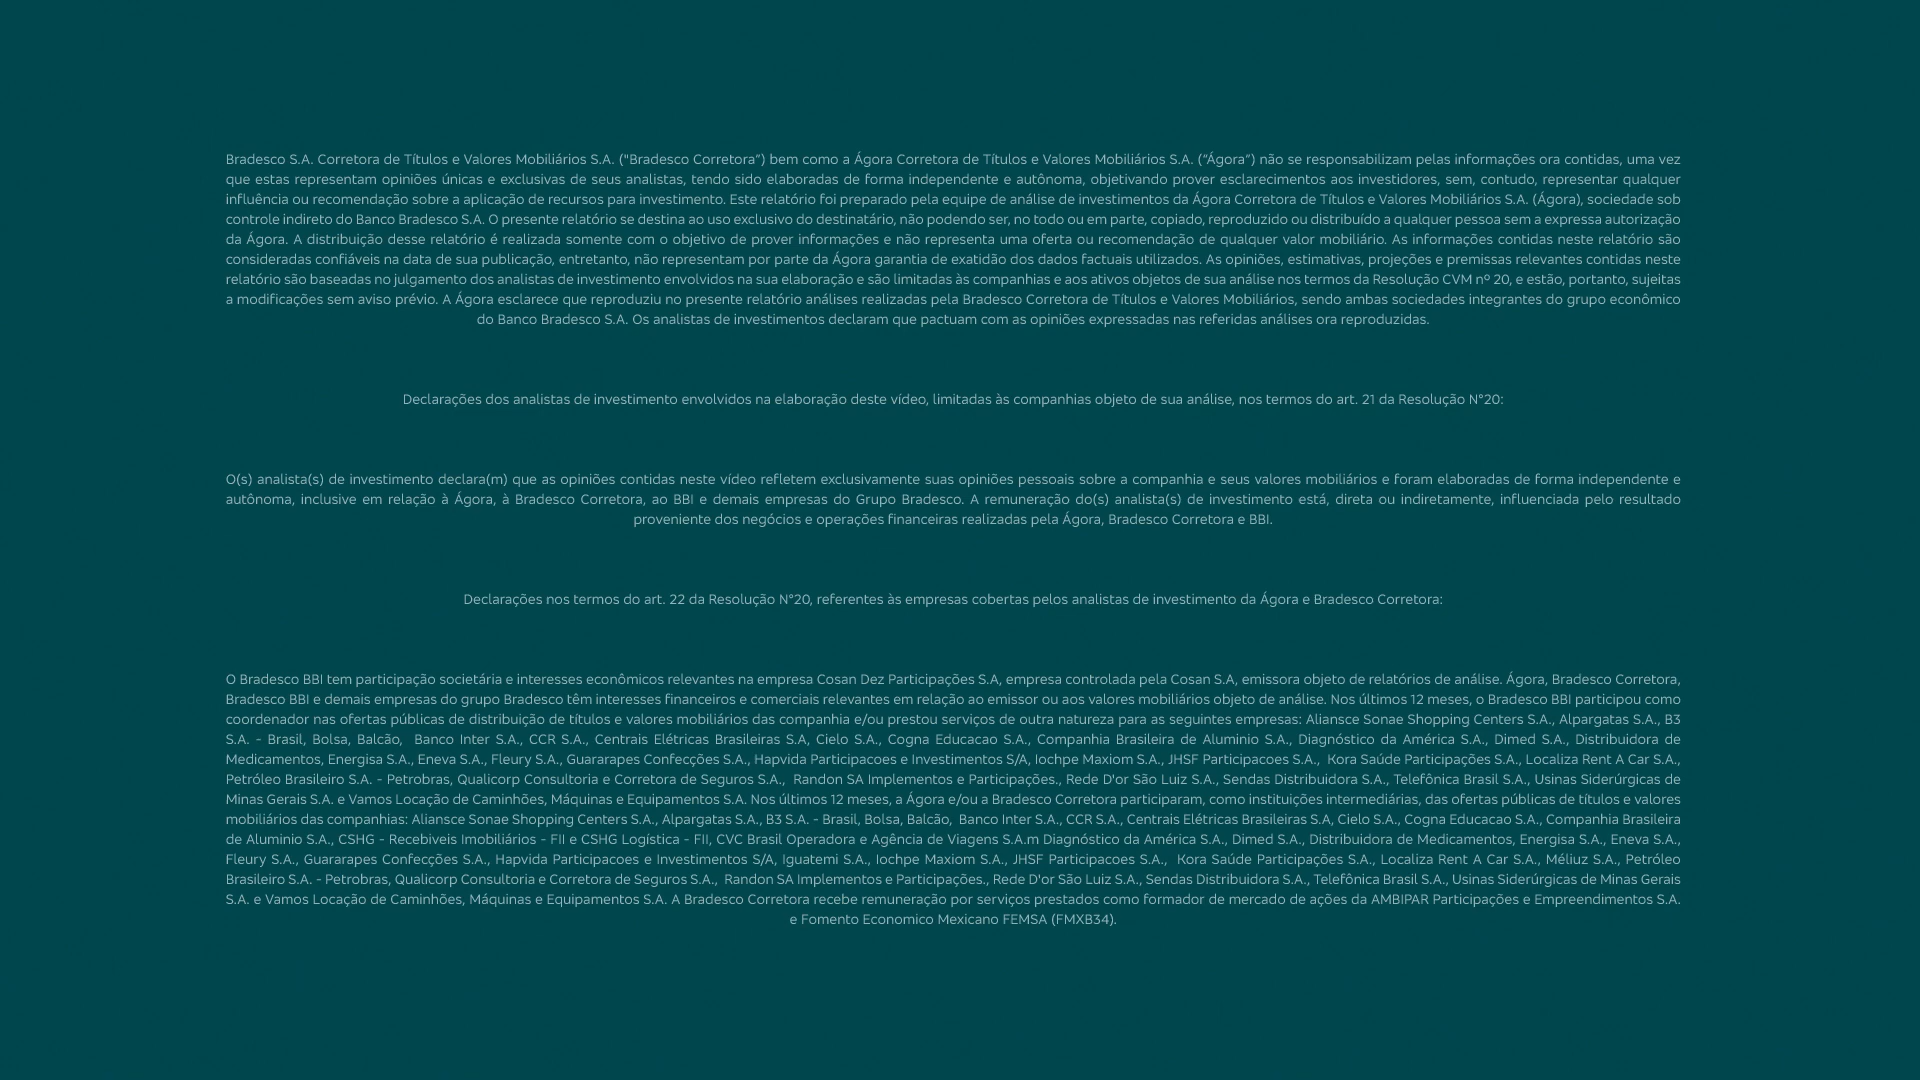 Bradesco S.A. Corretora de Títulos e Valores Mobiliários S.A. ("Bradesco Corretora”) bem como a Ágora Corretora de Títulos e Valores Mobiliários S.A. (“Ágora”) não se responsabilizam pelas informações ora contidas, uma vez
que estas representam opiniões únicas e exclusivas de seus analistas, tendo sido elaboradas de forma independente e autônoma, objetivando prover esclarecimentos aos investidores, sem, contudo, representar qualquer
influência ou recomendação sobre a aplicação de recursos para investimento. Este relatório foi preparado pela equipe de análise de investimentos da Ágora Corretora de Títulos e Valores Mobiliários S.A. (Ágora), sociedade sob
controle indireto do Banco Bradesco S.A. O presente relatório se destina ao uso exclusivo do destinatário, não podendo ser, no todo ou em parte, copiado, reproduzido ou distribuído a qualquer pessoa sem a expressa autorização
da Ágora. A distribuição desse relatório é realizada somente com o objetivo de prover informações e não representa uma oferta ou recomendação de qualquer valor mobiliário. As informações contidas neste relatório são
consideradas confiáveis na data de sua publicação, entretanto, não representam por parte da Ágora garantia de exatidão dos dados factuais utilizados. As opiniões, estimativas, projeções e premissas relevantes contidas neste
relatório são baseadas no julgamento dos analistas de investimento envolvidos na sua elaboração e são limitadas às companhias e aos ativos objetos de sua análise nos termos da Resolução CVM nº 20, e estão, portanto, sujeitas
a modificações sem aviso prévio. A Ágora esclarece que reproduziu no presente relatório análises realizadas pela Bradesco Corretora de Títulos e Valores Mobiliários, sendo ambas sociedades integrantes do grupo econômico
do Banco Bradesco S.A. Os analistas de investimentos declaram que pactuam com as opiniões expressadas nas referidas análises ora reproduzidas.
Declarações dos analistas de investimento envolvidos na elaboração deste vídeo, limitadas às companhias objeto de sua análise, nos termos do art. 21 da Resolução N°20:
O(s) analista(s) de investimento declara(m) que as opiniões contidas neste vídeo refletem exclusivamente suas opiniões pessoais sobre a companhia e seus valores mobiliários e foram elaboradas de forma independente e
autônoma, inclusive em relação à Ágora, à Bradesco Corretora, ao BBI e demais empresas do Grupo Bradesco. A remuneração do(s) analista(s) de investimento está, direta ou indiretamente, influenciada pelo resultado
proveniente dos negócios e operações financeiras realizadas pela Ágora, Bradesco Corretora e BBI.
Declarações nos termos do art. 22 da Resolução N°20, referentes às empresas cobertas pelos analistas de investimento da Ágora e Bradesco Corretora:
O Bradesco BBI tem participação societária e interesses econômicos relevantes na empresa Cosan Dez Participações S.A, empresa controlada pela Cosan S.A, emissora objeto de relatórios de análise. Ágora, Bradesco Corretora,
Bradesco BBI e demais empresas do grupo Bradesco têm interesses financeiros e comerciais relevantes em relação ao emissor ou aos valores mobiliários objeto de análise. Nos últimos 12 meses, o Bradesco BBI participou como
coordenador nas ofertas públicas de distribuição de títulos e valores mobiliários das companhia e/ou prestou serviços de outra natureza para as seguintes empresas: Aliansce Sonae Shopping Centers S.A., Alpargatas S.A., B3
S.A. - Brasil, Bolsa, Balcão, Banco Inter S.A., CCR S.A., Centrais Elétricas Brasileiras S.A, Cielo S.A., Cogna Educacao S.A., Companhia Brasileira de Aluminio S.A., Diagnóstico da América S.A., Dimed S.A., Distribuidora de
Medicamentos, Energisa S.A., Eneva S.A., Fleury S.A., Guararapes Confecções S.A., Hapvida Participacoes e Investimentos S/A, Iochpe Maxiom S.A., JHSF Participacoes S.A., Kora Saúde Participações S.A., Localiza Rent A Car S.A.,
Petróleo Brasileiro S.A. - Petrobras, Qualicorp Consultoria e Corretora de Seguros S.A., Randon SA Implementos e Participações., Rede D'or São Luiz S.A., Sendas Distribuidora S.A., Telefônica Brasil S.A., Usinas Siderúrgicas de
Minas Gerais S.A. e Vamos Locação de Caminhões, Máquinas e Equipamentos S.A. Nos últimos 12 meses, a Ágora e/ou a Bradesco Corretora participaram, como instituições intermediárias, das ofertas públicas de títulos e valores
mobiliários das companhias: Aliansce Sonae Shopping Centers S.A., Alpargatas S.A., B3 S.A. - Brasil, Bolsa, Balcão, Banco Inter S.A., CCR S.A., Centrais Elétricas Brasileiras S.A, Cielo S.A., Cogna Educacao S.A., Companhia Brasileira
de Aluminio S.A., CSHG - Recebiveis Imobiliários - FII e CSHG Logística - FII, CVC Brasil Operadora e Agência de Viagens S.A.m Diagnóstico da América S.A., Dimed S.A., Distribuidora de Medicamentos, Energisa S.A., Eneva S.A.,
Fleury S.A., Guararapes Confecções S.A., Hapvida Participacoes e Investimentos S/A, Iguatemi S.A., Iochpe Maxiom S.A., JHSF Participacoes S.A., Kora Saúde Participações S.A., Localiza Rent A Car S.A., Méliuz S.A., Petróleo
Brasileiro S.A. - Petrobras, Qualicorp Consultoria e Corretora de Seguros S.A., Randon SA Implementos e Participações., Rede D'or São Luiz S.A., Sendas Distribuidora S.A., Telefônica Brasil S.A., Usinas Siderúrgicas de Minas Gerais
S.A. e Vamos Locação de Caminhões, Máquinas e Equipamentos S.A. A Bradesco Corretora recebe remuneração por serviços prestados como formador de mercado de ações da AMBIPAR Participações e Empreendimentos S.A.
e Fomento Economico Mexicano FEMSA (FMXB34).